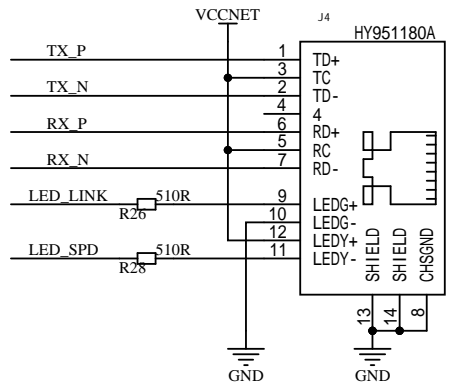 VCCNET
J4
HY951180A
TX_P 1 TD+
3 TC
TX_N 2 TD-
4 4
RX_P 6 RD+
5 RC
RX_N 7 RD-
LED_LINK R26 510R 9 LEDG+
10 LEDG-
12 LEDY+
LED_SPD R28 510R 11 LEDY-
SHIELD SHIELD CHSGND
13 14 8
GND GND